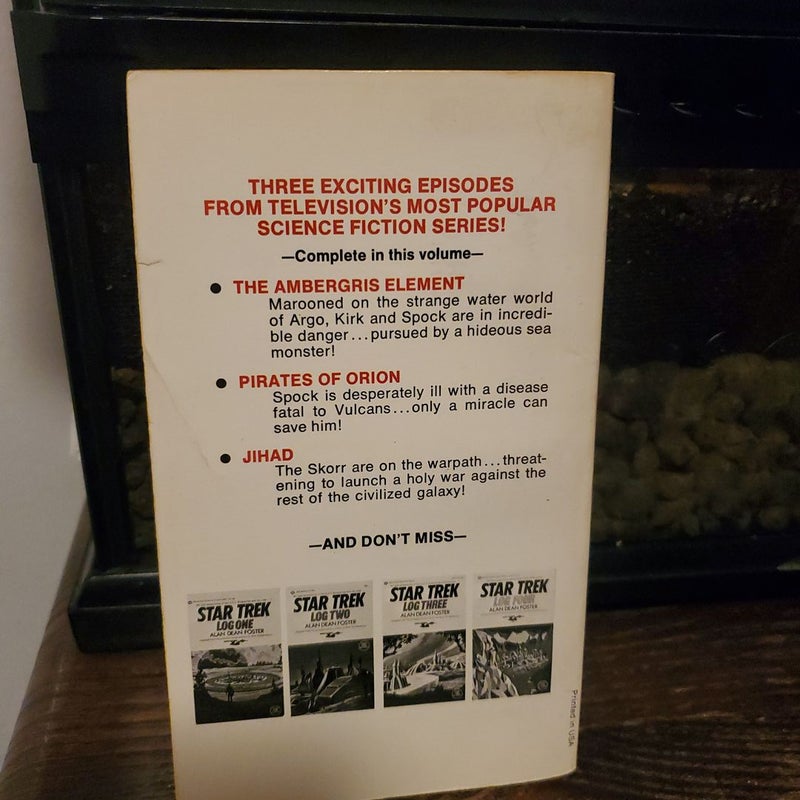 THREE EXCITING EPISODES
FROM TELEVISION'S MOST POPULAR
SCIENCE FICTION SERIES!
—Complete in this volume—
● THE AMBERGRIS ELEMENT
Marooned on the strange water world
of Argo, Kirk and Spock are in incredi-
ble danger...pursued by a hideous sea
monster!
● PIRATES OF ORION
Spock is desperately ill with a disease
fatal to Vulcans...only a miracle can
save him!
● JIHAD
The Skorr are on the warpath...threat-
ening to launch a holy war against the
rest of the civilized galaxy!
—AND DON'T MISS—
STAR TREK
LOG ONE
ALAN DEAN FOSTER
STAR TREK
LOG TWO
ALAN DEAN FOSTER
STAR TREK
LOG THREE
ALAN DEAN FOSTER
STAR TREK
LOG FOUR
ALAN DEAN FOSTER
Printed in USA